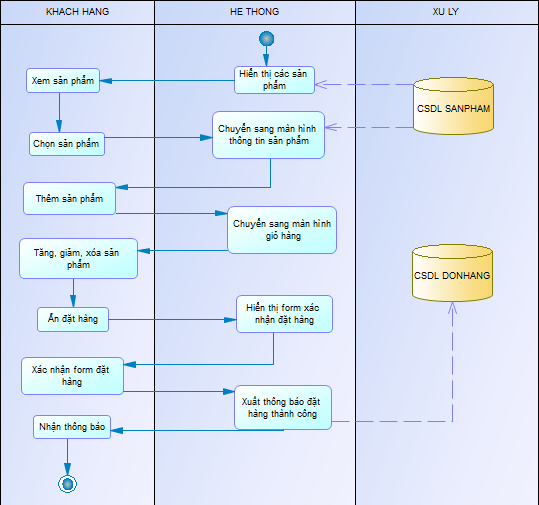 KHACH HANG
HE THONG
XU LY
Hiển thị các sản
phẩm
Xem sản phẩm
CSDL SANPHAM
Chuyển sang màn hình
thông tin sản phẩm
Chọn sản phẩm
Thêm sản phẩm
Chuyển sang màn hình
giỏ hàng
Tăng, giảm, xóa sản
phẩm
CSDL DONHANG
Hiển thị form xác
nhận đặt hàng
Ấn đặt hàng
Xác nhận form đặt
hàng
Xuất thông báo đặt
hàng thành công
Nhận thông báo